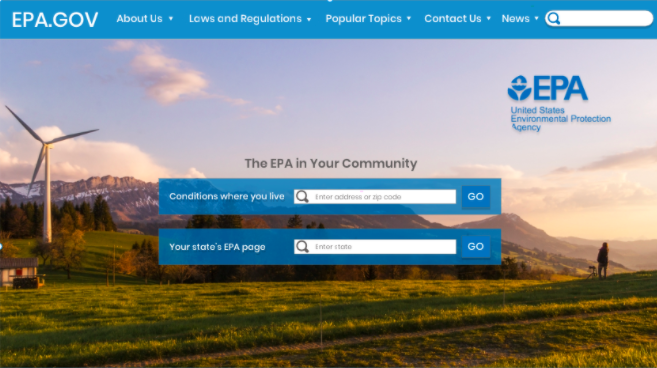 EPA.GOV
About Us
Laws and Regulations
Popular Topics
Contact Us
News
EPA
United States
Environmental Protection
Agency
The EPA in Your Community
Conditions where you live
Enter address or zip code
GO
Your state's EPA page
Enter state
GO